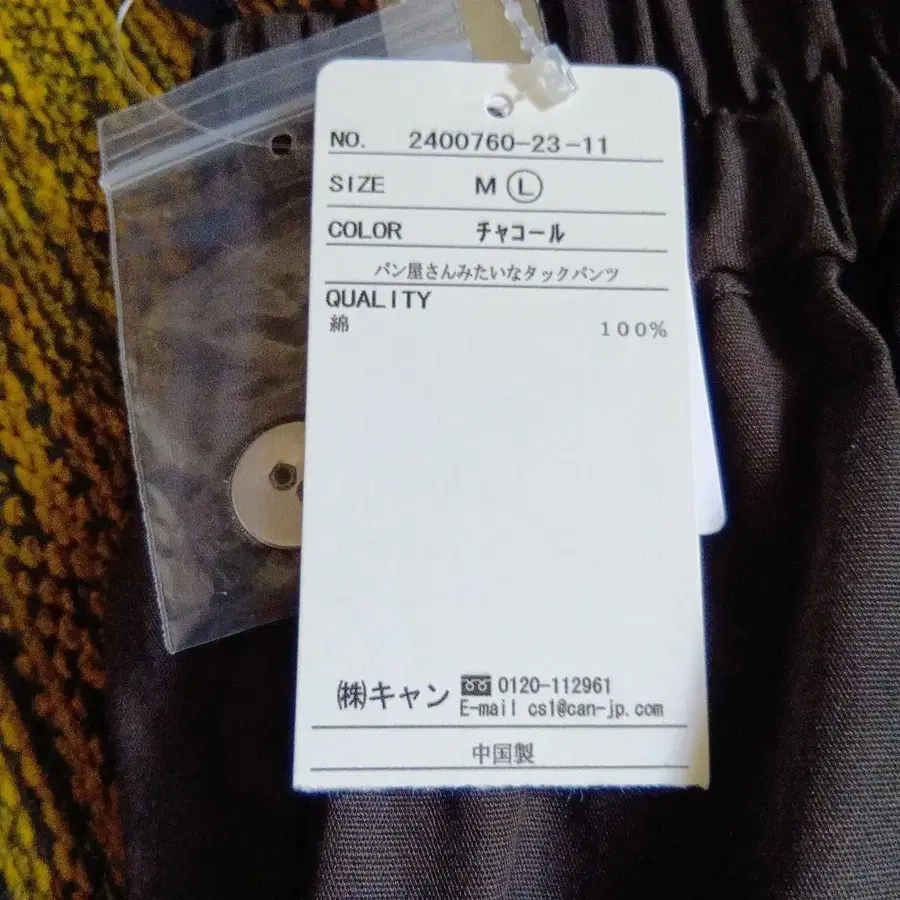 NO. 2400760-23-11
SIZE M Ⓛ
COLOR チャコール
パン屋さんみたいなタックパンツ
QUALITY
綿 100%
㈱キャン 0120-112961
E-mail cs1@can-jp.com
中国製